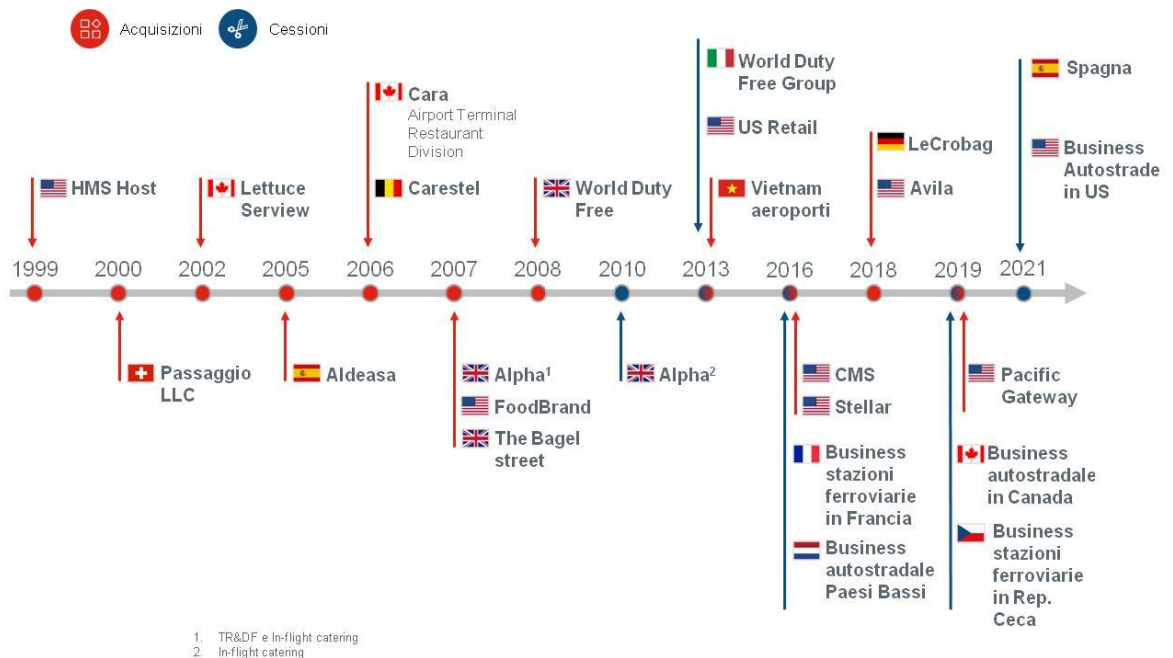 Acquisizioni
Cessioni
HMS Host
Lettuce
Serview
Cara
Airport Terminal
Restaurant
Division
Carestel
World Duty
Free
World Duty
Free Group
US Retail
Vietnam
aeroporti
LeCrobag
Avila
Spagna
Business
Autostrade
in US
1999
2000
2002
2005
2006
2007
2008
2010
2013
2016
2018
2019
2021
Passaggio
LLC
Aldeasa
Alpha¹
FoodBrand
The Bagel
street
Alpha²
CMS
Stellar
Business
stazioni
ferroviarie
in Francia
Business
autostradale
Paesi Bassi
Pacific
Gateway
Business
autostradale
in Canada
Business
stazioni
ferroviarie
in Rep.
Ceca
1. TR&DF e In-flight catering
2. In-flight catering